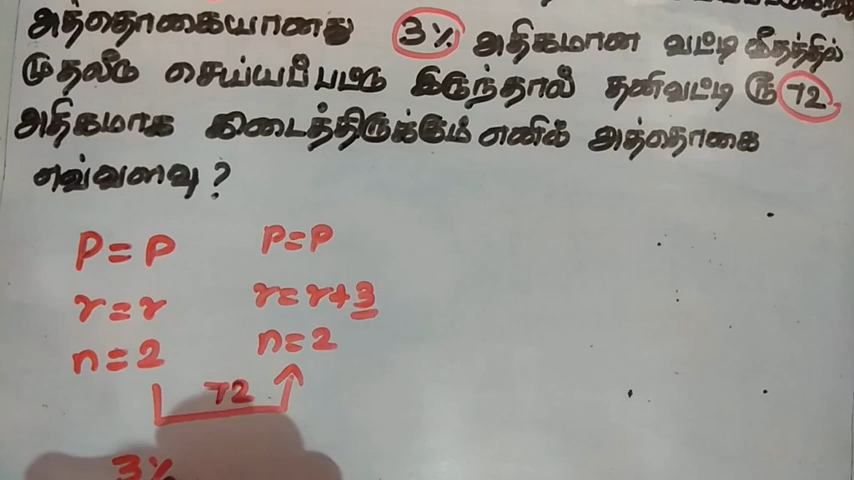 அத்தொகையானது 3% அதிகமான வட்டி வீதத்தில்
முதலீடு செய்யப்பட்டு இருந்தால் தனிவட்டி ரூ 72
அதிகமாக கிடைத்திருக்கும் எனில் அத்தொகை
எவ்வளவு?
P=P P=P
r=r r=r+3
n=2 n=2
72
3%